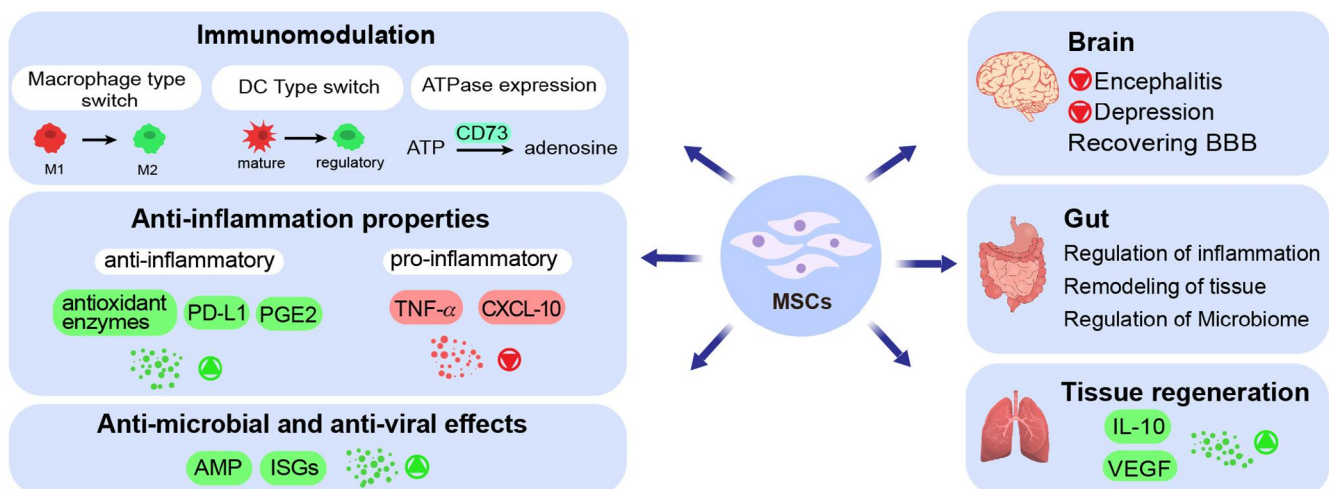 Immunomodulation
Macrophage type
switch
M1
M2
DC Type switch
mature
regulatory
ATPase expression
ATP
CD73
adenosine
Anti-inflammation properties
anti-inflammatory
antioxidant
enzymes
PD-L1
PGE2
pro-inflammatory
TNF-α
CXCL-10
Anti-microbial and anti-viral effects
AMP
ISGs
MSCs
Brain
Encephalitis
Depression
Recovering BBB
Gut
Regulation of inflammation
Remodeling of tissue
Regulation of Microbiome
Tissue regeneration
IL-10
VEGF